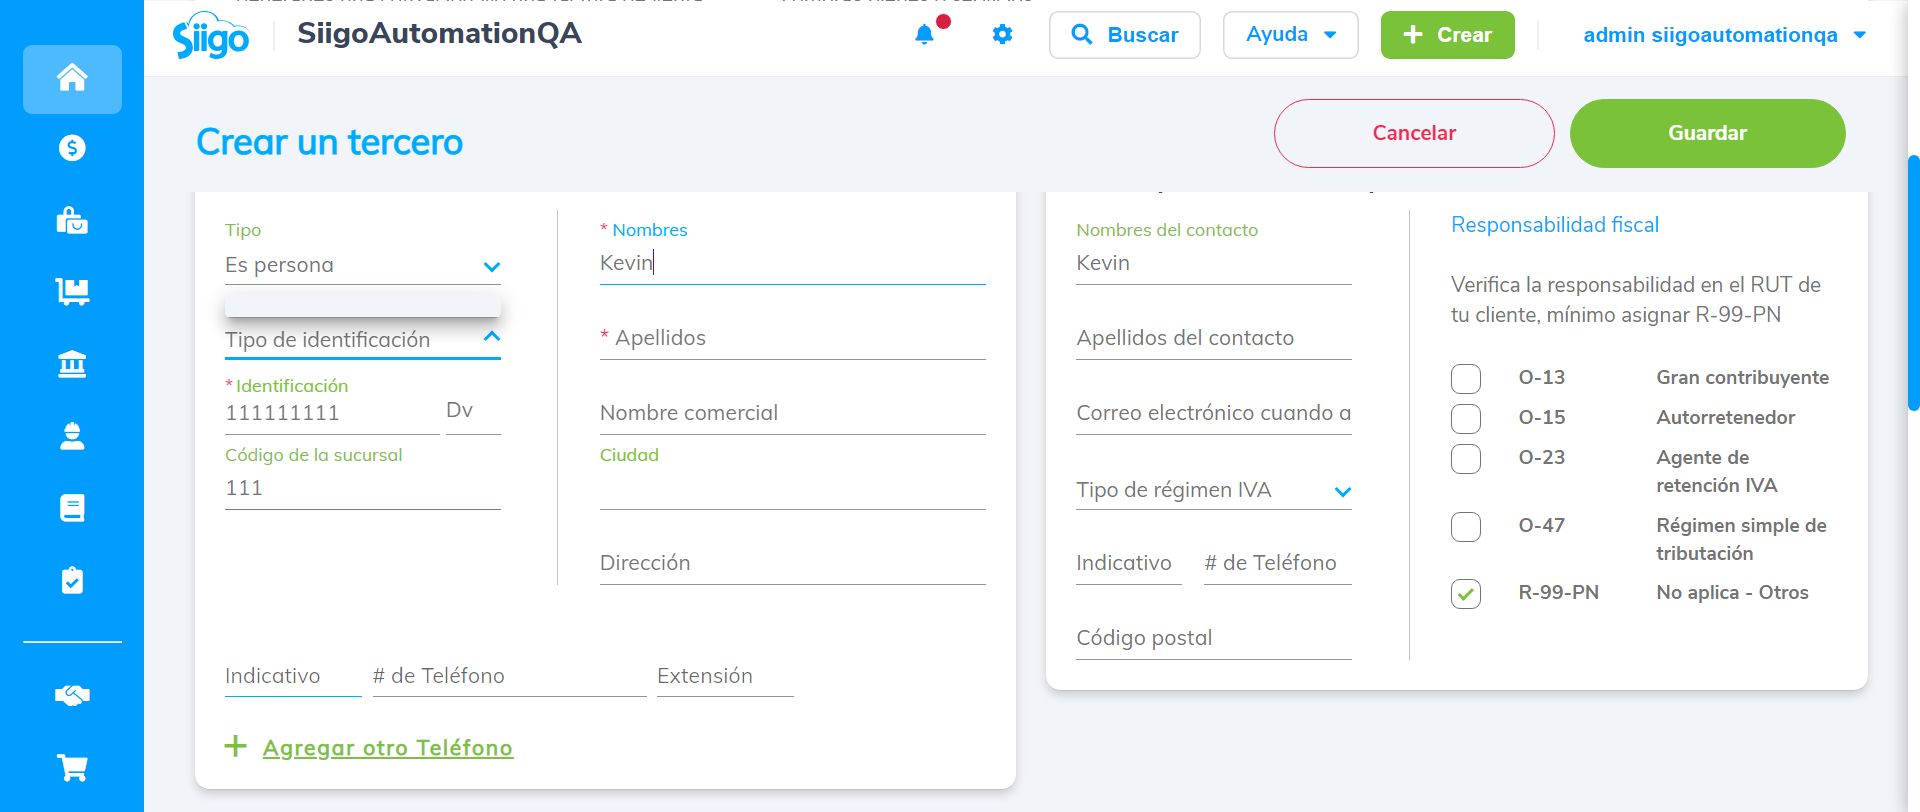 Siigo
SiigoAutomationQA
Buscar
Ayuda
Crear
admin siigoautomationqa
Crear un tercero
Cancelar
Guardar
Tipo
Es persona
Tipo de identificación
* Identificación
111111111
Dv
Código de la sucursal
111
* Nombres
Kevin
* Apellidos
Nombre comercial
Ciudad
Dirección
Indicativo
# de Teléfono
Extensión
+ Agregar otro Teléfono
Nombres del contacto
Kevin
Apellidos del contacto
Correo electrónico cuando a
Tipo de régimen IVA
Indicativo
# de Teléfono
Código postal
Responsabilidad fiscal
Verifica la responsabilidad en el RUT de
tu cliente, mínimo asignar R-99-PN
O-13 Gran contribuyente
O-15 Autorretenedor
O-23 Agente de
retención IVA
O-47 Régimen simple de
tributación
R-99-PN No aplica - Otros